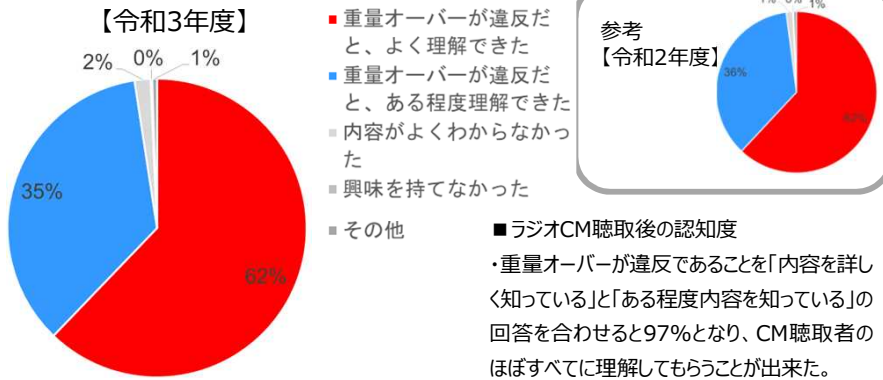 【令和3年度】
2%
0%
1%
35%
62%
■重量オーバーが違反だ
と、よく理解できた
■重量オーバーが違反だ
と、ある程度理解できた
■内容がよくわからなかっ
た
■興味を持てなかった
■その他
参考
【令和2年度】
1%
36%
■ラジオCM聴取後の認知度
・重量オーバーが違反であることを「内容を詳し
く知っている」と「ある程度内容を知っている」の
回答を合わせると97%となり、CM聴取者の
ほぼすべてに理解してもらうことが出来た。